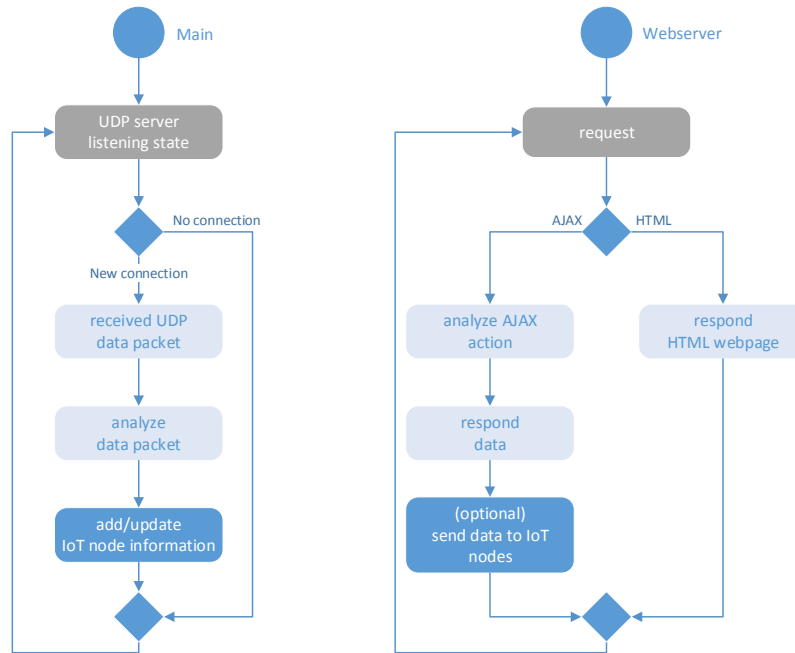 Main
UDP server
listening state
No connection
New connection
received UDP
data packet
analyze
data packet
add/update
IoT node information
Webserver
request
AJAX
HTML
analyze AJAX
action
respond
HTML webpage
respond
data
(optional)
send data to IoT
nodes